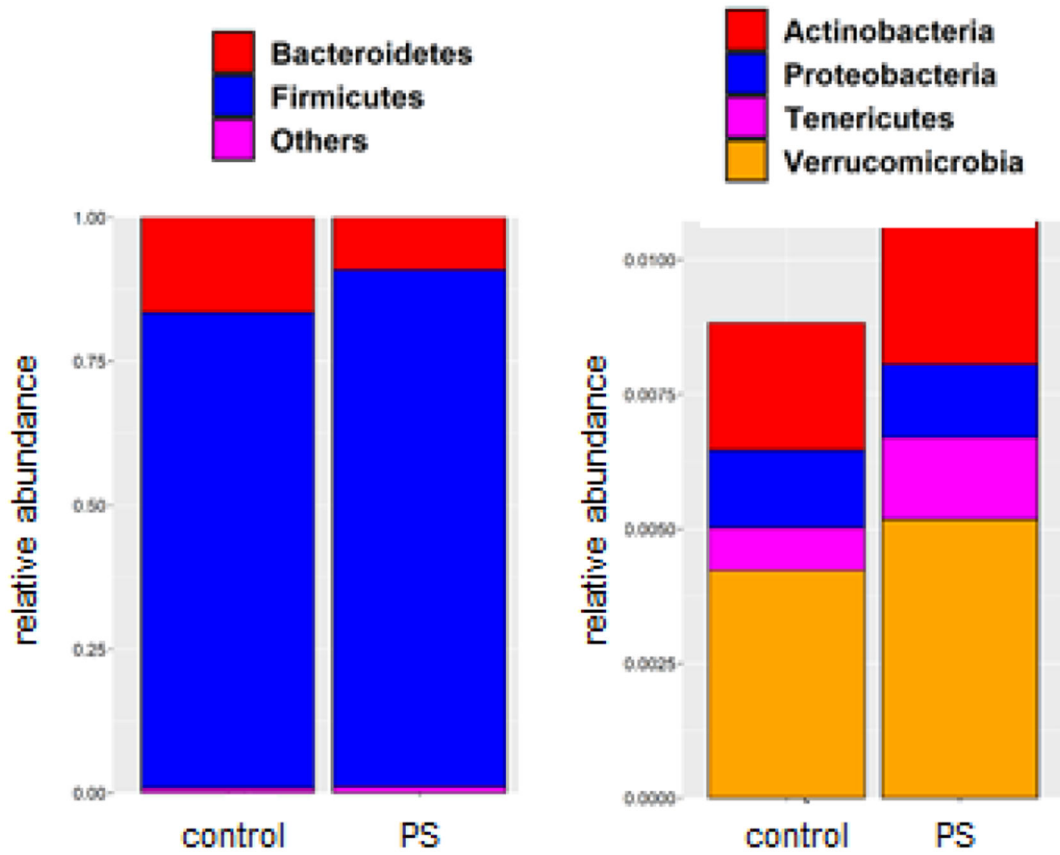 Bacteroidetes
Firmicutes
Others
relative abundance
1.00
0.75
0.50
0.25
0.00
control PS
Actinobacteria
Proteobacteria
Tenericutes
Verrucomicrobia
relative abundance
0.0100
0.0075
0.0050
0.0025
0.0000
control PS